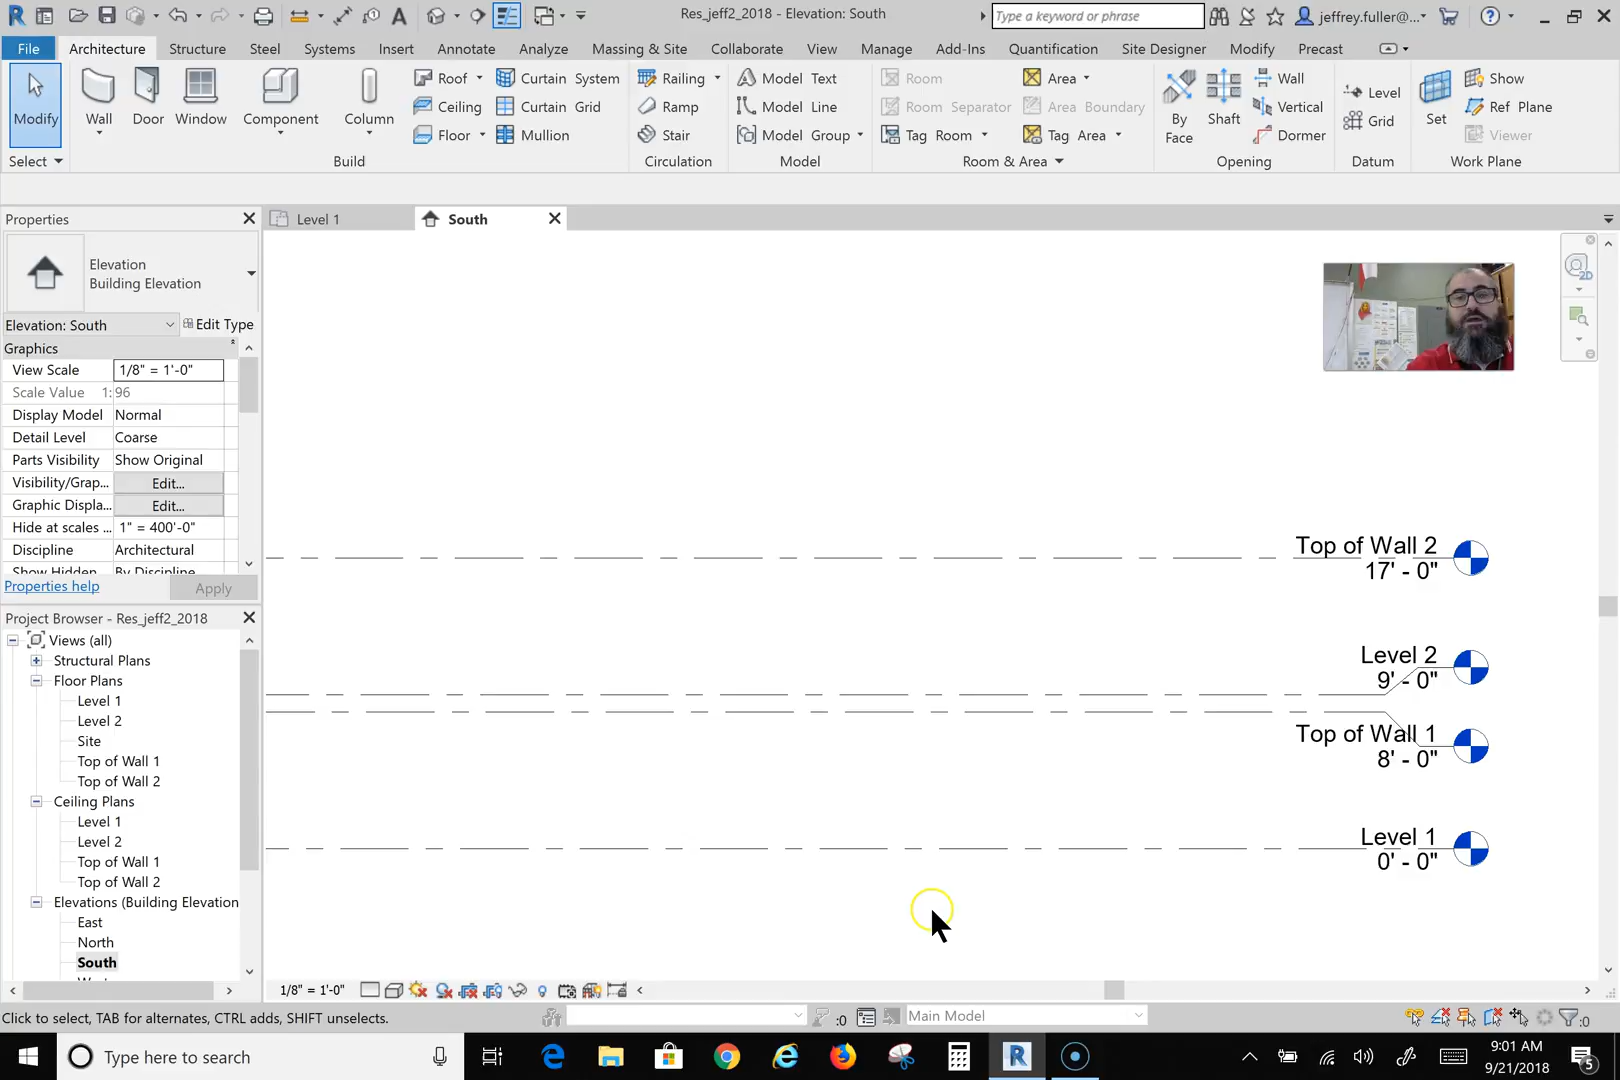 Res_jeff2_2018 - Elevation: South
Type a keyword or phrase
jeffrey.fuller@...
File Architecture Structure Steel Systems Insert Annotate Analyze Massing & Site Collaborate View Manage Add-Ins Quantification Site Designer Modify Precast
Modify
Wall
Door
Window
Component
Column
Roof
Ceiling
Floor
Curtain System
Curtain Grid
Mullion
Railing
Ramp
Stair
Model Text
Model Line
Model Group
Room
Room Separator
Tag Room
Area
Area Boundary
Tag Area
By
Face
Shaft
Wall
Vertical
Dormer
Level
Grid
Set
Show
Ref Plane
Viewer
Select Build Circulation Model Room & Area Opening Datum Work Plane
Properties
Level 1
South
Elevation
Building Elevation
Elevation: South Edit Type
Graphics
View Scale 1/8" = 1'-0"
Scale Value 1: 96
Display Model Normal
Detail Level Coarse
Parts Visibility Show Original
Visibility/Grap... Edit...
Graphic Displa... Edit...
Hide at scales ... 1" = 400'-0"
Discipline Architectural
Show Hidden By Discipline
Properties help Apply
Project Browser - Res_jeff2_2018
Views (all)
Structural Plans
Floor Plans
Level 1
Level 2
Site
Top of Wall 1
Top of Wall 2
Ceiling Plans
Level 1
Level 2
Top of Wall 1
Top of Wall 2
Elevations (Building Elevation
East
North
South
Top of Wall 2
17' - 0"
Level 2
9' - 0"
Top of Wall 1
8' - 0"
Level 1
0' - 0"
2D
1/8" = 1'-0"
Click to select, TAB for alternates, CTRL adds, SHIFT unselects.
:0
Main Model
:0
Type here to search
9:01 AM
9/21/2018
5